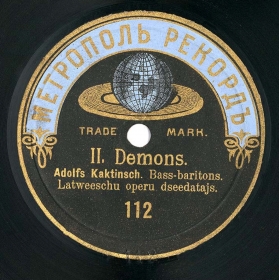 МЕТРОПОЛЬ РЕКОРДЪ
TRADE MARK.
II. Demons.
Adolfs Kaktinsch. Bass-baritons.
Latweeschu operu dseedatajs.
112